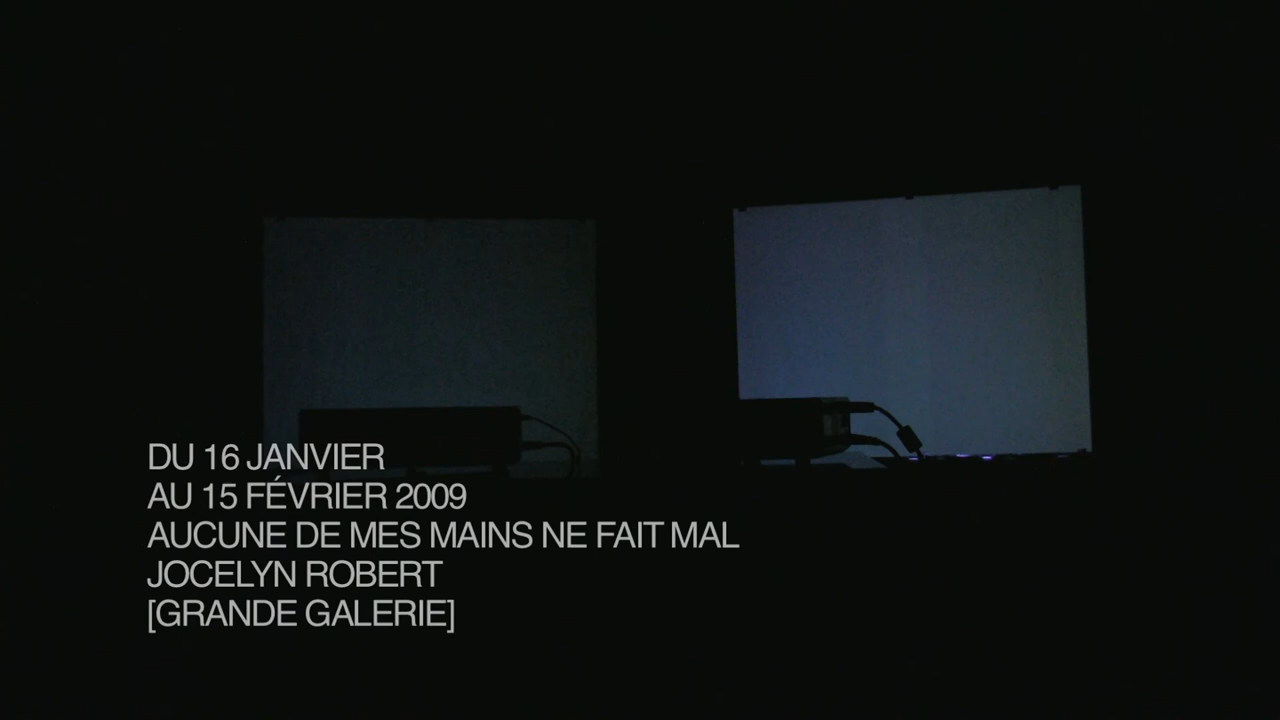 DU 16 JANVIER
AU 15 FÉVRIER 2009
AUCUNE DE MES MAINS NE FAIT MAL
JOCELYN ROBERT
[GRANDE GALERIE]